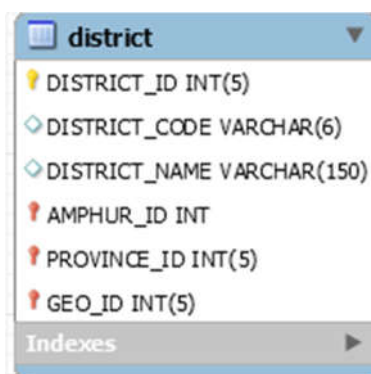 district
DISTRICT_ID INT(5)
DISTRICT_CODE VARCHAR(6)
DISTRICT_NAME VARCHAR(150)
AMPHUR_ID INT
PROVINCE_ID INT(5)
GEO_ID INT(5)
Indexes